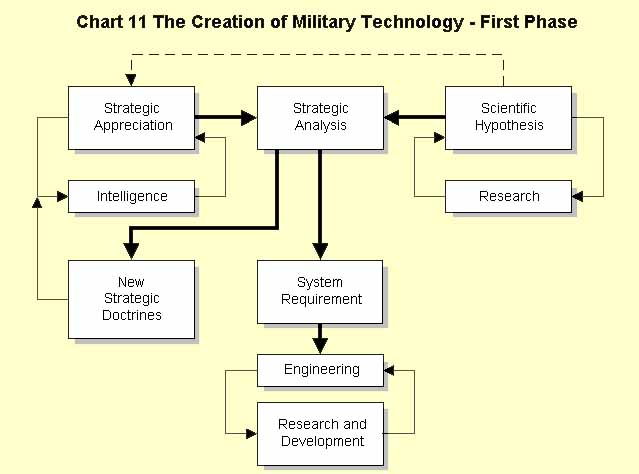 Chart 11 The Creation of Military Technology - First Phase
Strategic
Appreciation
Strategic
Analysis
Scientific
Hypothesis
Intelligence
Research
New
Strategic
Doctrines
System
Requirement
Engineering
Research and
Development